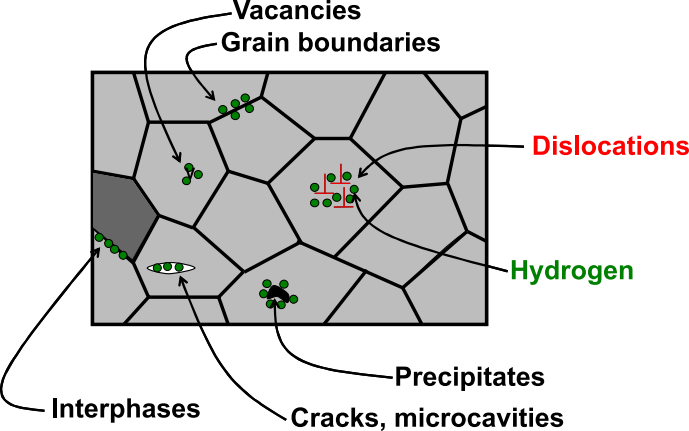 Vacancies
Grain boundaries
Dislocations
Hydrogen
Precipitates
Interphases
Cracks, microcavities